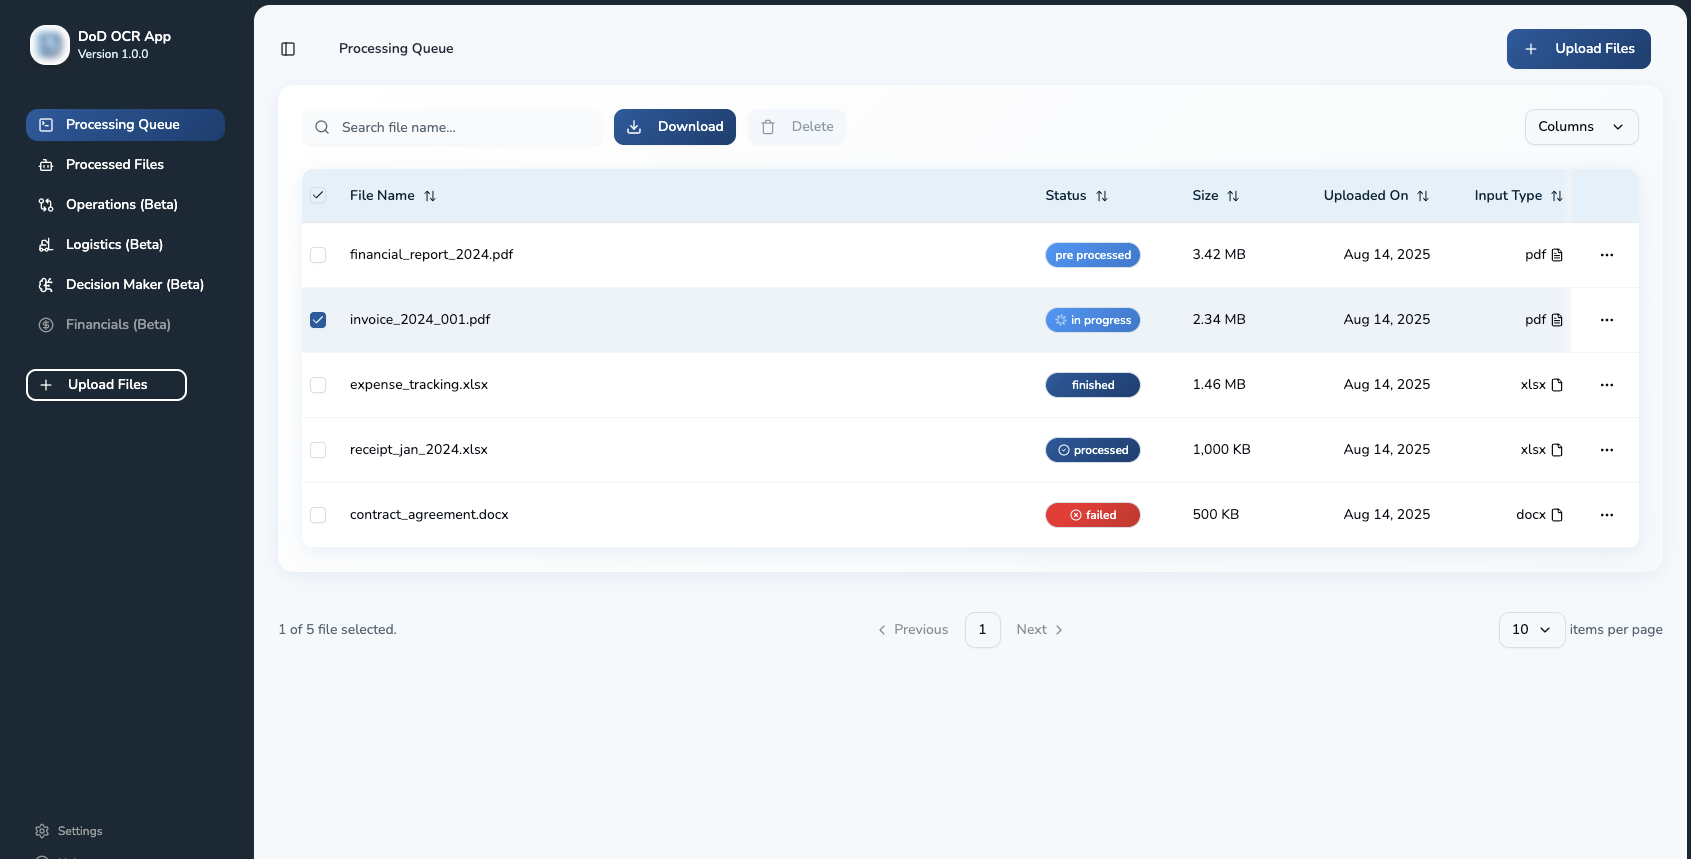 DoD OCR App
Version 1.0.0
Processing Queue
Processed Files
Operations (Beta)
Logistics (Beta)
Decision Maker (Beta)
Financials (Beta)
Upload Files
Settings
Processing Queue
Upload Files
Search file name...
Download
Delete
Columns
File Name Status Size Uploaded On Input Type
financial_report_2024.pdf pre processed 3.42 MB Aug 14, 2025 pdf
invoice_2024_001.pdf in progress 2.34 MB Aug 14, 2025 pdf
expense_tracking.xlsx finished 1.46 MB Aug 14, 2025 xlsx
receipt_jan_2024.xlsx processed 1,000 KB Aug 14, 2025 xlsx
contract_agreement.docx failed 500 KB Aug 14, 2025 docx
1 of 5 file selected.
Previous 1 Next
10 items per page